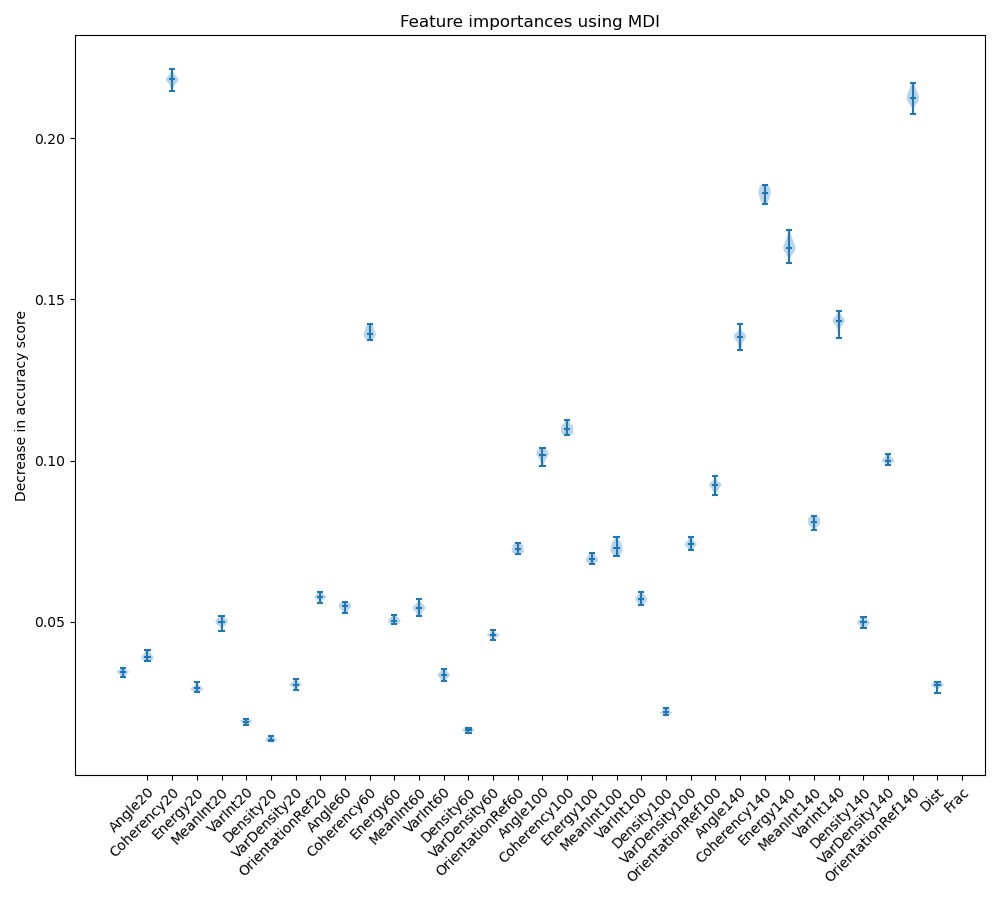 Feature importances using MDI
Decrease in accuracy score
0.20
0.15
0.10
0.05
Angle20
Coherency20
Energy20
MeanInt20
VarInt20
Density20
VarDensity20
OrientationRef20
Angle60
Coherency60
Energy60
MeanInt60
VarInt60
Density60
VarDensity60
OrientationRef60
Angle100
Coherency100
Energy100
MeanInt100
VarInt100
Density100
VarDensity100
OrientationRef100
Angle140
Coherency140
Energy140
MeanInt140
VarInt140
Density140
VarDensity140
OrientationRef140
Dist
Frac